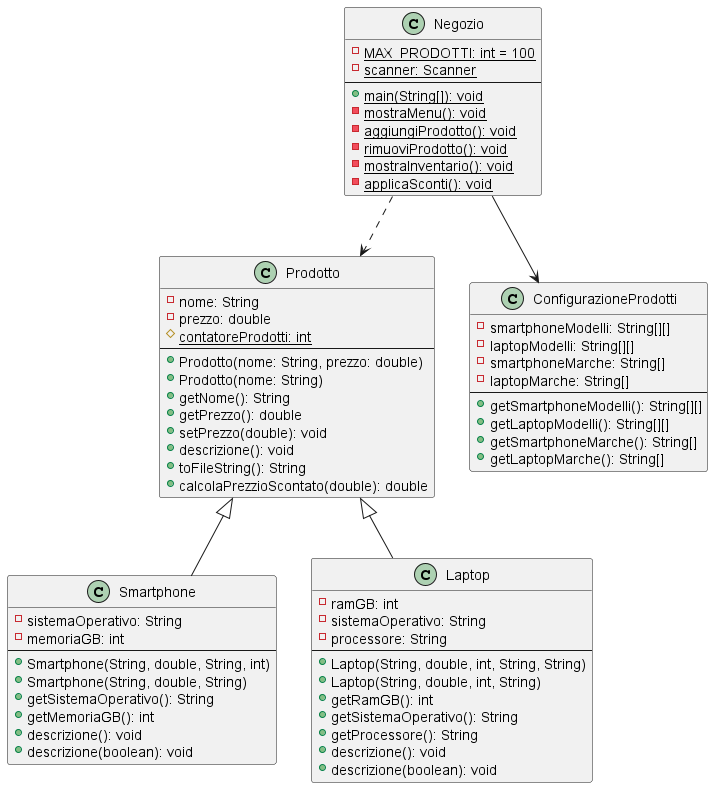 C Negozio
MAX_PRODOTTI: int = 100
scanner: Scanner
main(String[]): void
mostraMenu(): void
aggiungiProdotto(): void
rimuoviProdotto(): void
mostraInventario(): void
applicaSconti(): void
C Prodotto
nome: String
prezzo: double
contatoreProdotti: int
Prodotto(nome: String, prezzo: double)
Prodotto(nome: String)
getNome(): String
getPrezzo(): double
setPrezzo(double): void
descrizione(): void
toFileString(): String
calcolaPrezzioScontato(double): double
C ConfigurazioneProdotti
smartphoneModelli: String[][]
laptopModelli: String[][]
smartphoneMarche: String[]
laptopMarche: String[]
getSmartphoneModelli(): String[][]
getLaptopModelli(): String[][]
getSmartphoneMarche(): String[]
getLaptopMarche(): String[]
C Smartphone
sistemaOperativo: String
memoriaGB: int
Smartphone(String, double, String, int)
Smartphone(String, double, String)
getSistemaOperativo(): String
getMemoriaGB(): int
descrizione(): void
descrizione(boolean): void
C Laptop
ramGB: int
sistemaOperativo: String
processore: String
Laptop(String, double, int, String, String)
Laptop(String, double, int, String)
getRamGB(): int
getSistemaOperativo(): String
getProcessore(): String
descrizione(): void
descrizione(boolean): void